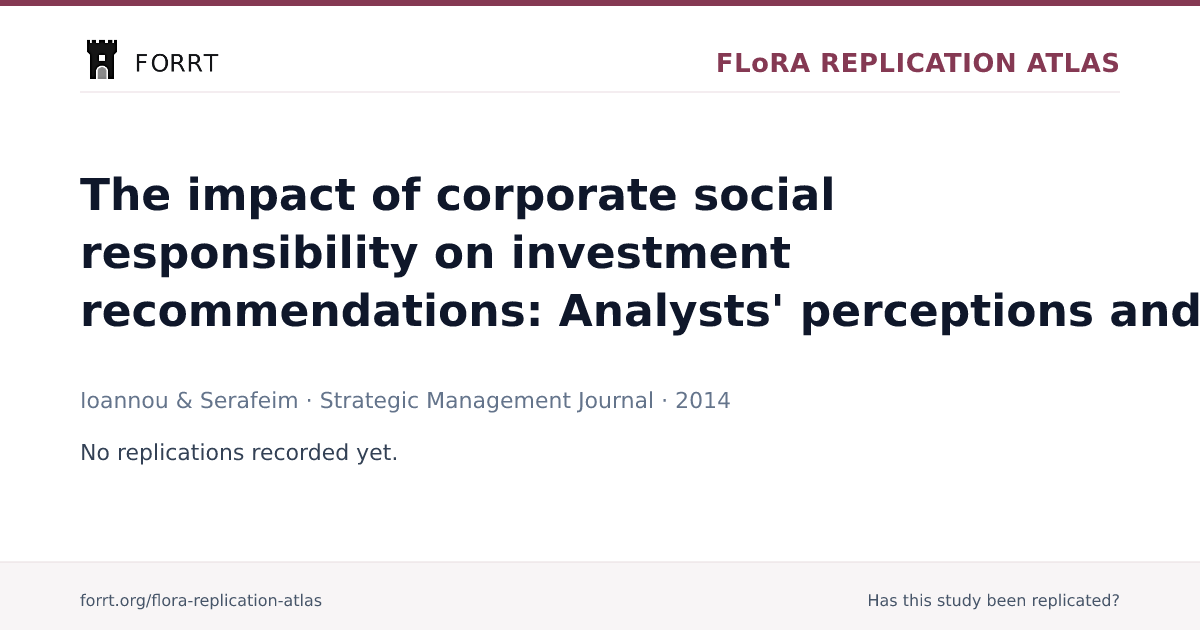 FORRT
FLoRA REPLICATION ATLAS
The impact of corporate social
responsibility on investment
recommendations: Analysts' perceptions and
Ioannou & Serafeim · Strategic Management Journal · 2014
No replications recorded yet.
forrt.org/flora-replication-atlas
Has this study been replicated?